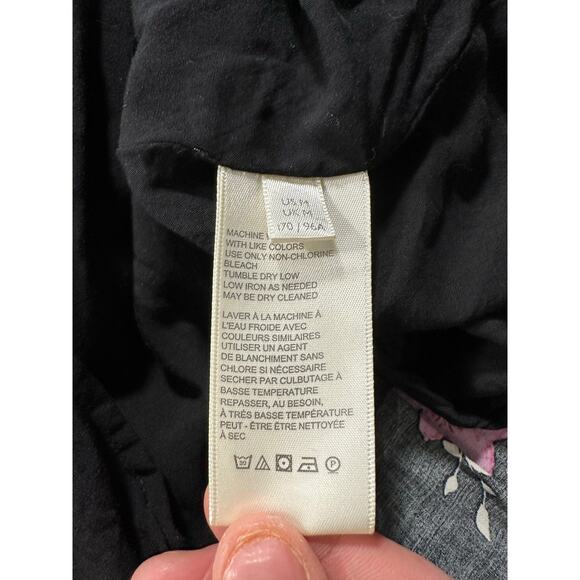 US M
UK M
170 / 96A
MACHINE
WITH LIKE COLORS
USE ONLY NON-CHLORINE
BLEACH
TUMBLE DRY LOW
LOW IRON AS NEEDED
MAY BE DRY CLEANED
LAVER À LA MACHINE À
L'EAU FROIDE AVEC
COULEURS SIMILAIRES
UTILISER UN AGENT
DE BLANCHIMENT SANS
CHLORE SI NÉCESSAIRE
SECHER PAR CULBUTAGE À
BASSE TEMPERATURE
REPASSER, AU BESOIN,
À TRÉS BASSE TEMPÉRATURE
PEUT - ÊTRE ÊTRE NETTOYÉE
À SEC
30
P